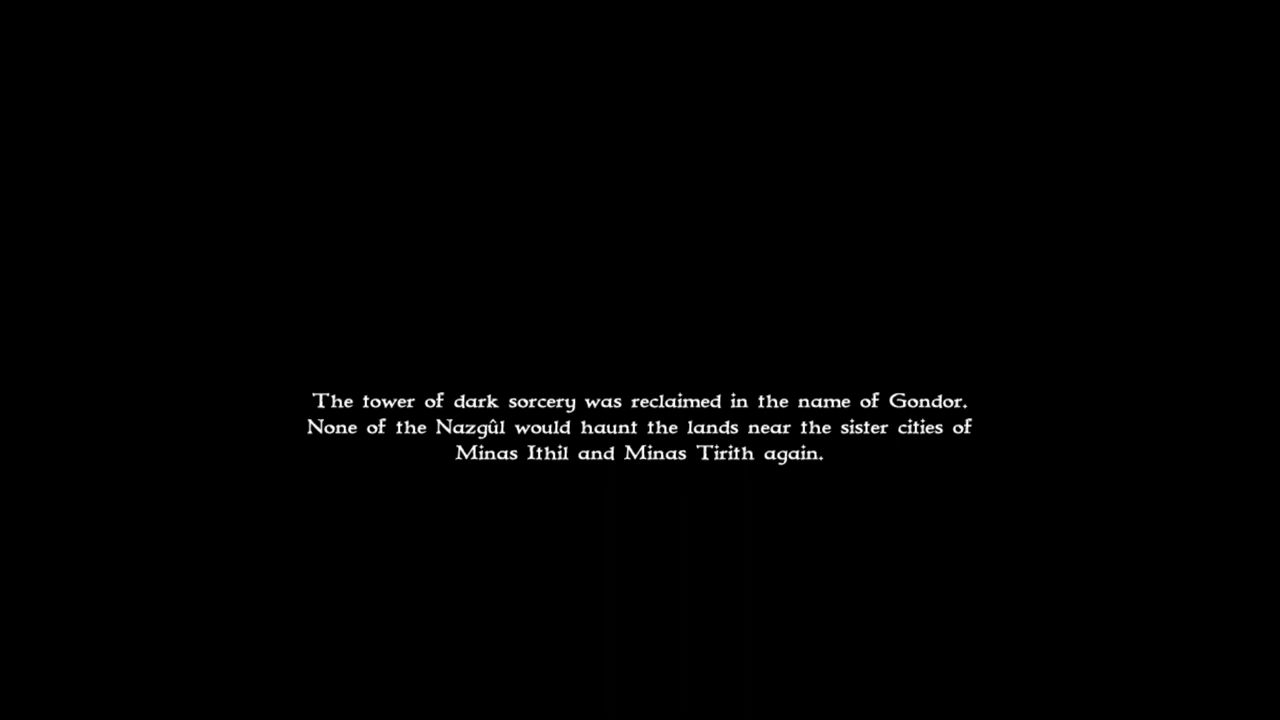 The tower of dark sorcery was reclaimed in the name of Gondor.
None of the Nazgûl would haunt the lands near the sister cities of
Minas Ithil and Minas Tirith again.